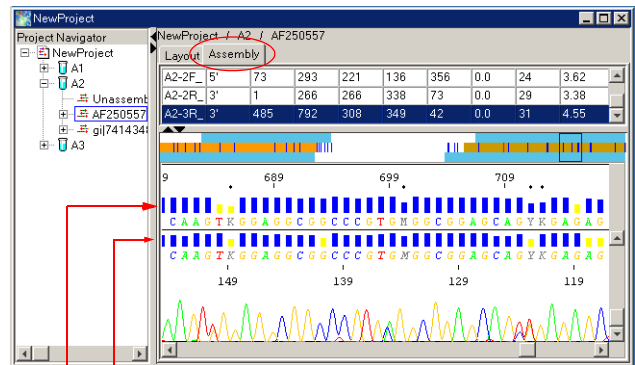 NewProject
Project Navigator
NewProject
A1
A2
Unassemb
AF250557
gi|7414348
A3
NewProject / A2 / AF250557
Layout Assembly
A2-2F_ 5' 73 293 221 136 356 0.0 24 3.62
A2-2R_ 3' 1 266 266 338 73 0.0 29 3.38
A2-3R_ 3' 485 792 308 349 42 0.0 31 4.55
9 689 699 709
C A A G T K G G A G G C G G C C C G T G M G C G G A G C A G Y K G A G A G
C A A G T K G G A G G C G G C C C G T G M G C G G A G C A G Y K G A G A G
149 139 129 119